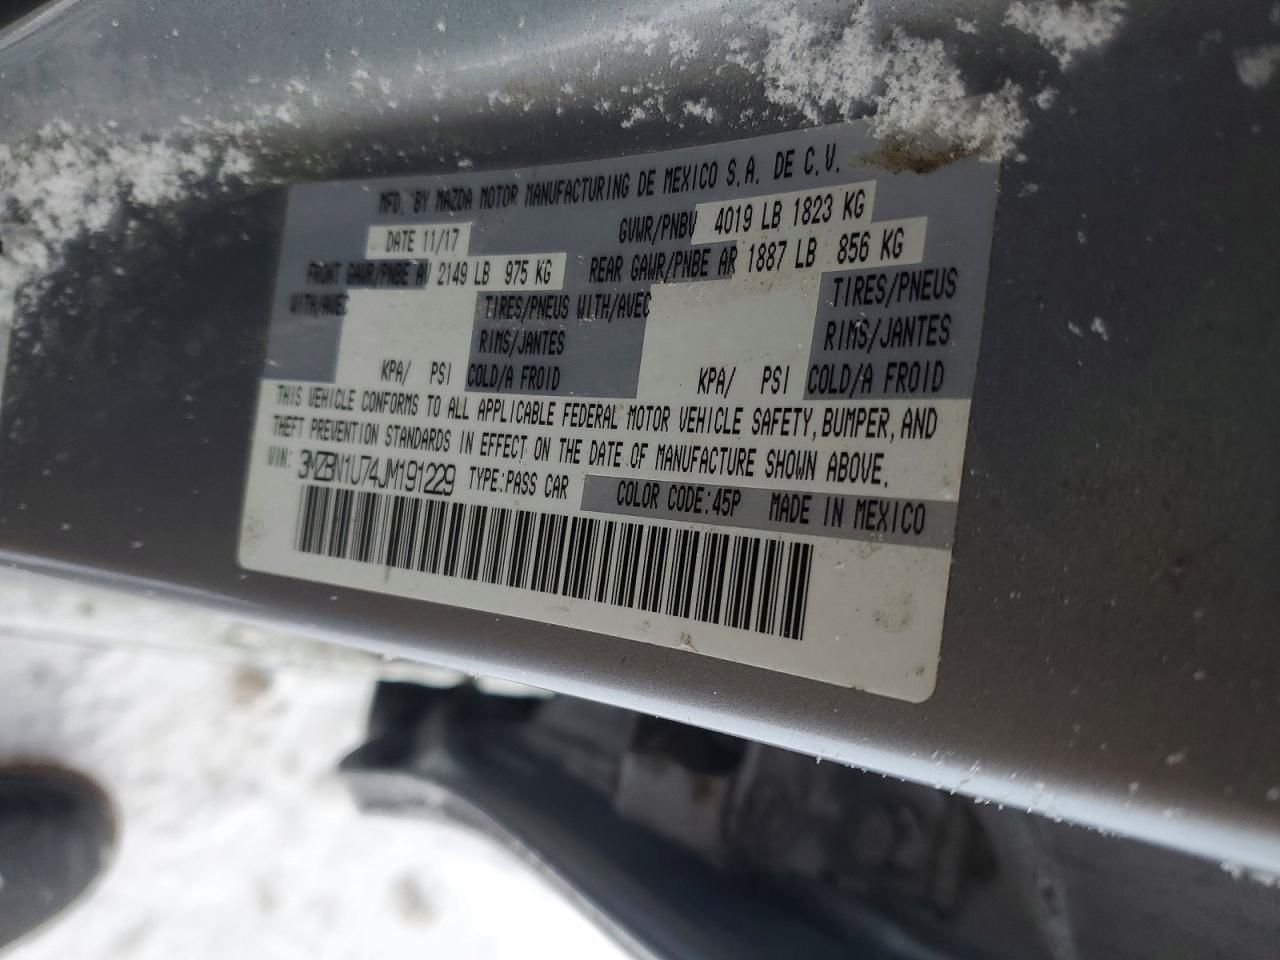 MFD. BY MAZDA MOTOR MANUFACTURING DE MEXICO S.A. DE C.V.
DATE 11/17 GVWR/PNBV 4019 LB 1823 KG
FRONT GAWR/PNBE AV 2149 LB 975 KG REAR GAWR/PNBE AR 1887 LB 856 KG
WITH/AVEC TIRES/PNEUS WITH/AVEC TIRES/PNEUS
RIMS/JANTES RIMS/JANTES
KPA/ PSI COLD/A FROID KPA/ PSI COLD/A FROID
THIS VEHICLE CONFORMS TO ALL APPLICABLE FEDERAL MOTOR VEHICLE SAFETY, BUMPER, AND
THEFT PREVENTION STANDARDS IN EFFECT ON THE DATE OF MANUFACTURE SHOWN ABOVE.
VIN: 3MZBN1U74JM191229 TYPE:PASS CAR COLOR CODE:45P MADE IN MEXICO